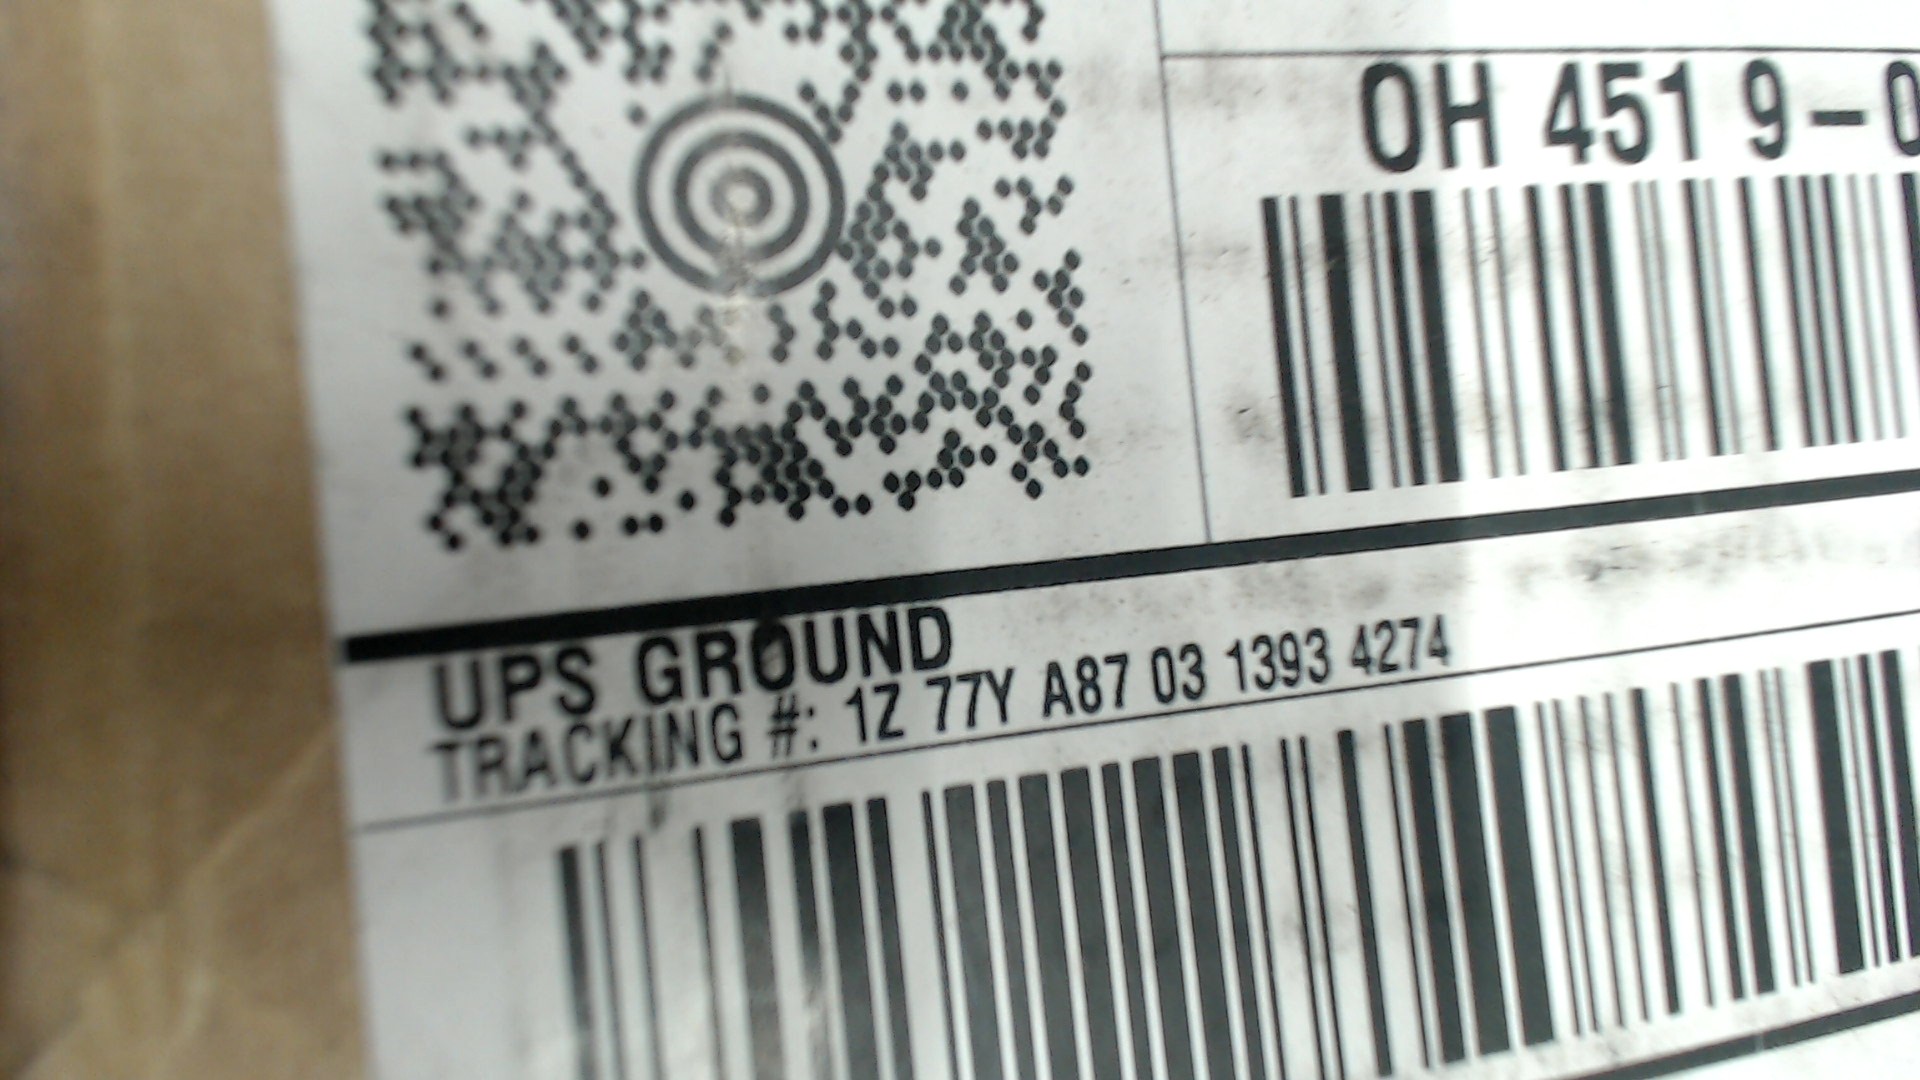 OH 451 9-0
UPS GROUND
TRACKING #: 1Z 77Y A87 03 1393 4274